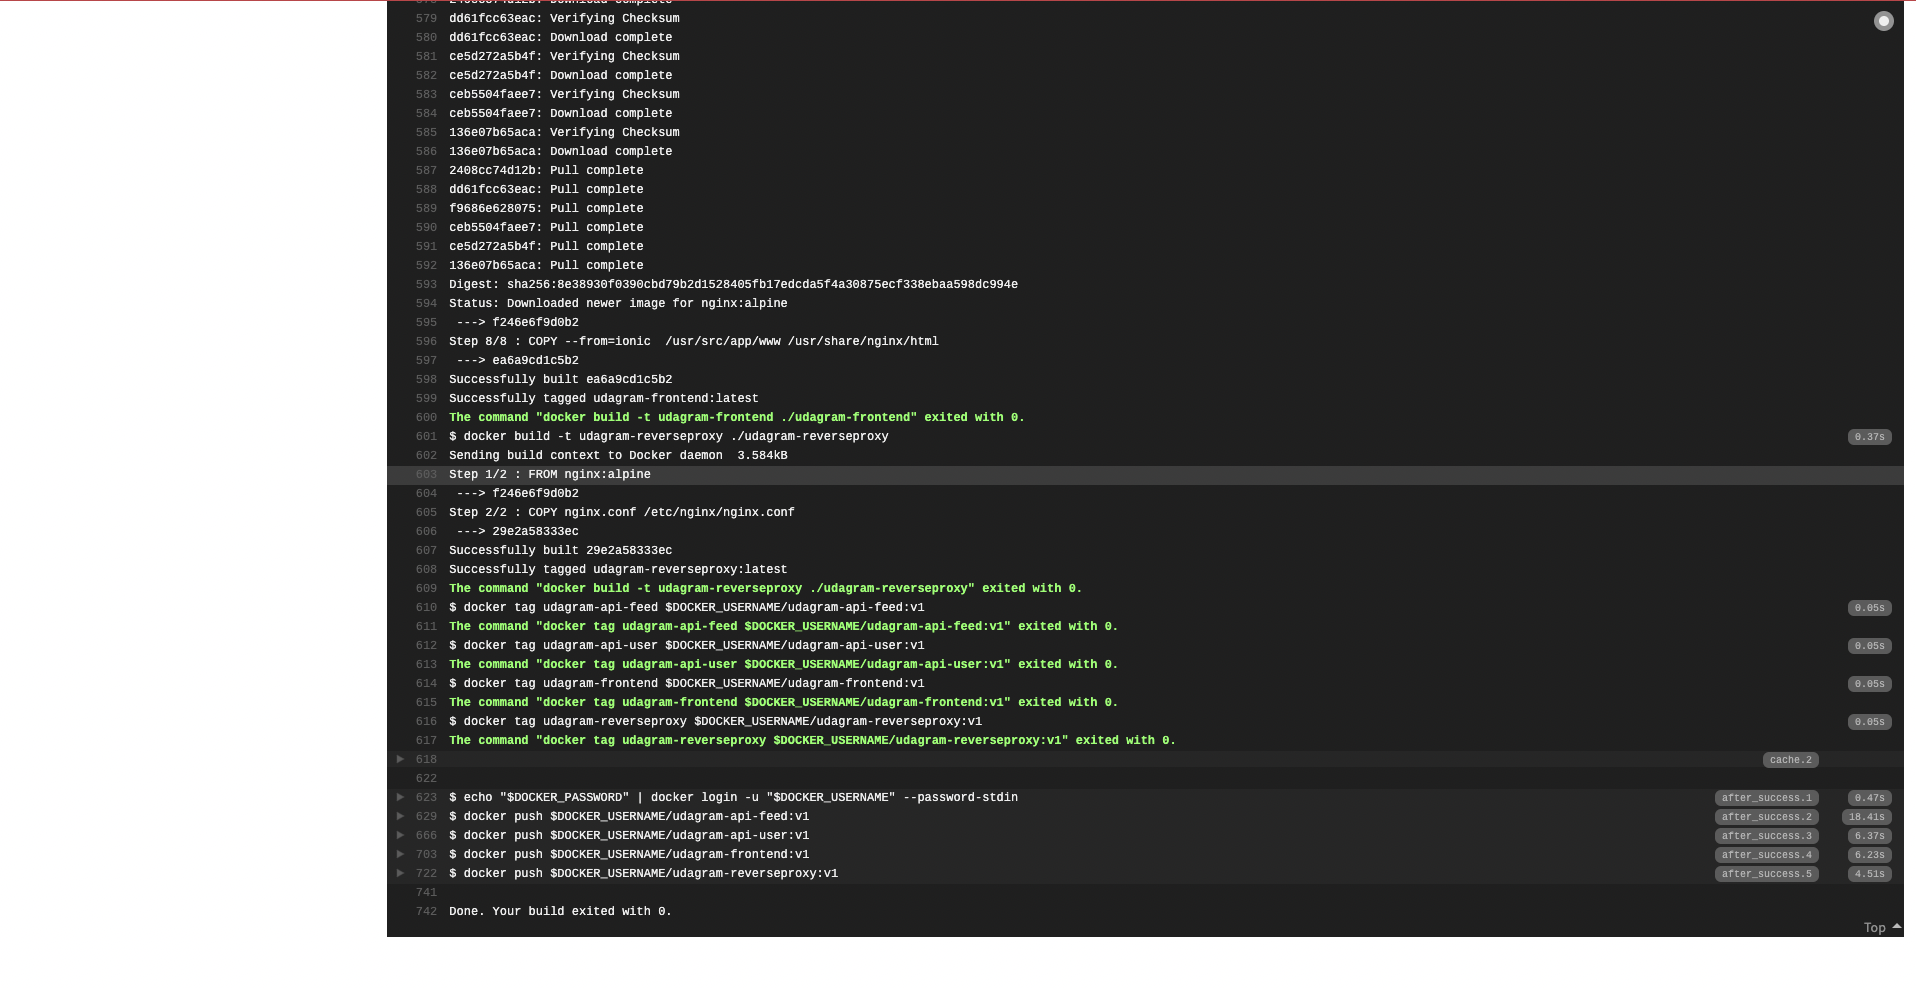 579 dd61fcc63eac: Verifying Checksum
580 dd61fcc63eac: Download complete
581 ce5d272a5b4f: Verifying Checksum
582 ce5d272a5b4f: Download complete
583 ceb5504faee7: Verifying Checksum
584 ceb5504faee7: Download complete
585 136e07b65aca: Verifying Checksum
586 136e07b65aca: Download complete
587 2408cc74d12b: Pull complete
588 dd61fcc63eac: Pull complete
589 f9686e628075: Pull complete
590 ceb5504faee7: Pull complete
591 ce5d272a5b4f: Pull complete
592 136e07b65aca: Pull complete
593 Digest: sha256:8e38930f0390cbd79b2d1528405fb17edcda5f4a30875ecf338ebaa598dc994e
594 Status: Downloaded newer image for nginx:alpine
595  ---> f246e6f9d0b2
596 Step 8/8 : COPY --from=ionic  /usr/src/app/www /usr/share/nginx/html
597  ---> ea6a9cd1c5b2
598 Successfully built ea6a9cd1c5b2
599 Successfully tagged udagram-frontend:latest
600 The command "docker build -t udagram-frontend ./udagram-frontend" exited with 0.
601 $ docker build -t udagram-reverseproxy ./udagram-reverseproxy 0.37s
602 Sending build context to Docker daemon  3.584kB
603 Step 1/2 : FROM nginx:alpine
604  ---> f246e6f9d0b2
605 Step 2/2 : COPY nginx.conf /etc/nginx/nginx.conf
606  ---> 29e2a58333ec
607 Successfully built 29e2a58333ec
608 Successfully tagged udagram-reverseproxy:latest
609 The command "docker build -t udagram-reverseproxy ./udagram-reverseproxy" exited with 0.
610 $ docker tag udagram-api-feed $DOCKER_USERNAME/udagram-api-feed:v1 0.05s
611 The command "docker tag udagram-api-feed $DOCKER_USERNAME/udagram-api-feed:v1" exited with 0.
612 $ docker tag udagram-api-user $DOCKER_USERNAME/udagram-api-user:v1 0.05s
613 The command "docker tag udagram-api-user $DOCKER_USERNAME/udagram-api-user:v1" exited with 0.
614 $ docker tag udagram-frontend $DOCKER_USERNAME/udagram-frontend:v1 0.05s
615 The command "docker tag udagram-frontend $DOCKER_USERNAME/udagram-frontend:v1" exited with 0.
616 $ docker tag udagram-reverseproxy $DOCKER_USERNAME/udagram-reverseproxy:v1 0.05s
617 The command "docker tag udagram-reverseproxy $DOCKER_USERNAME/udagram-reverseproxy:v1" exited with 0.
618 cache.2
622
623 $ echo "$DOCKER_PASSWORD" | docker login -u "$DOCKER_USERNAME" --password-stdin after_success.1 0.47s
629 $ docker push $DOCKER_USERNAME/udagram-api-feed:v1 after_success.2 18.41s
666 $ docker push $DOCKER_USERNAME/udagram-api-user:v1 after_success.3 6.37s
703 $ docker push $DOCKER_USERNAME/udagram-frontend:v1 after_success.4 6.23s
722 $ docker push $DOCKER_USERNAME/udagram-reverseproxy:v1 after_success.5 4.51s
741
742 Done. Your build exited with 0.
Top